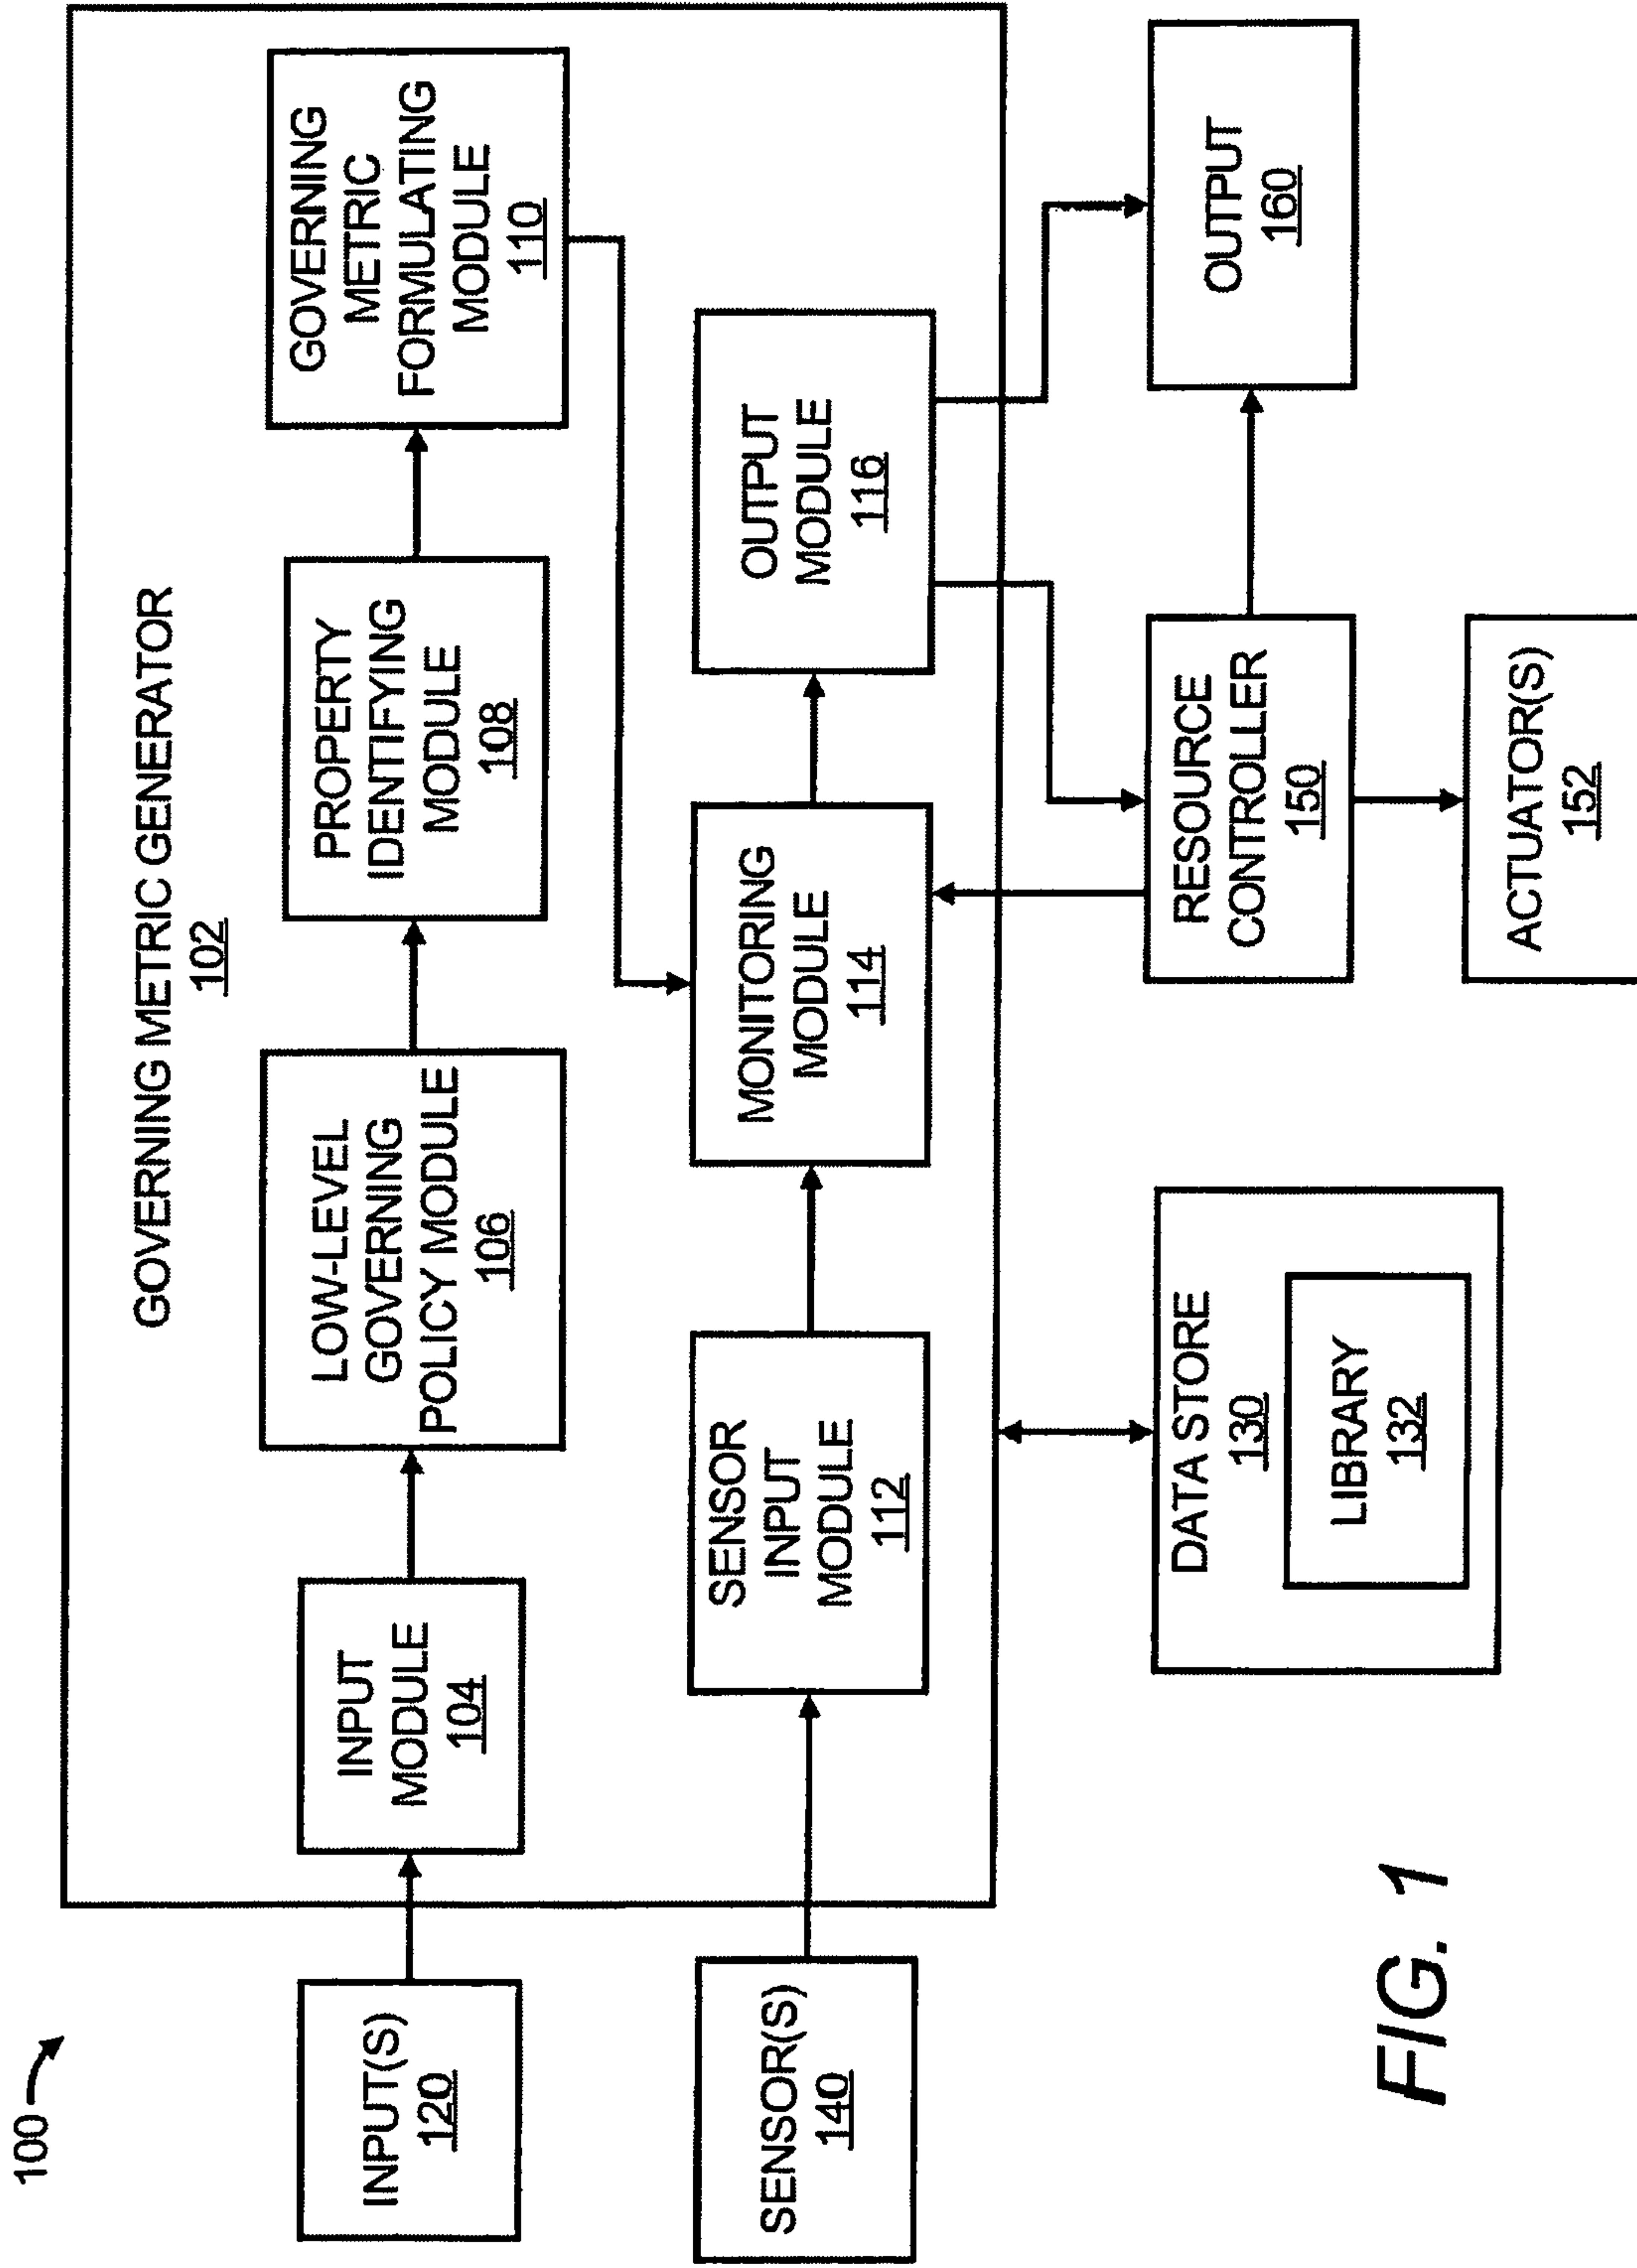 100
GOVERNING METRIC GENERATOR
102
INPUT(S)
120
INPUT
MODULE
104
LOW-LEVEL
GOVERNING
POLICY MODULE
106
PROPERTY
IDENTIFYING
MODULE
108
GOVERNING
METRIC
FORMULATING
MODULE
110
SENSOR(S)
140
SENSOR
INPUT
MODULE
112
MONITORING
MODULE
114
OUTPUT
MODULE
116
DATA STORE
130
LIBRARY
132
RESOURCE
CONTROLLER
150
OUTPUT
160
ACTUATOR(S)
152
FIG. 1